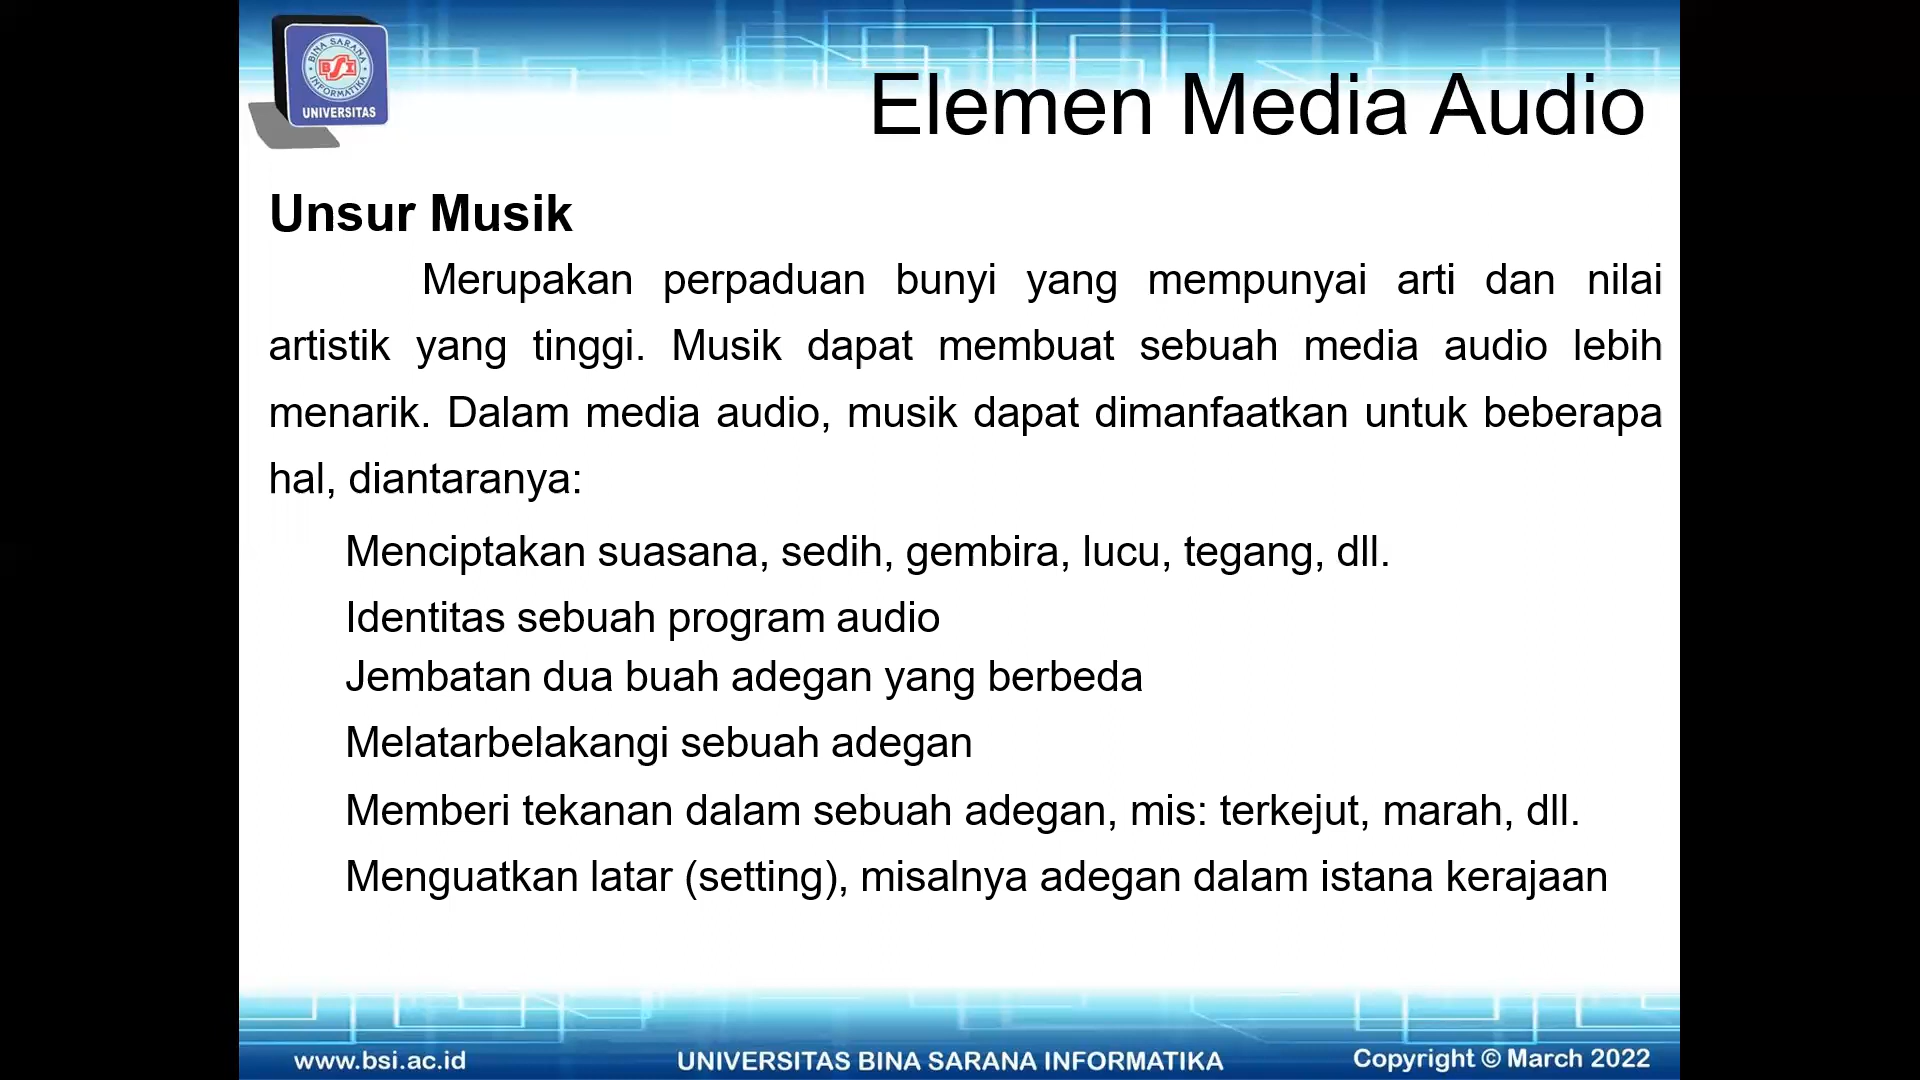 BINA SARANA
BSI
INFORMATIKA
UNIVERSITAS
Elemen Media Audio
Unsur Musik
Merupakan perpaduan bunyi yang mempunyai arti dan nilai
artistik yang tinggi. Musik dapat membuat sebuah media audio lebih
menarik. Dalam media audio, musik dapat dimanfaatkan untuk beberapa
hal, diantaranya:
Menciptakan suasana, sedih, gembira, lucu, tegang, dll.
Identitas sebuah program audio
Jembatan dua buah adegan yang berbeda
Melatarbelakangi sebuah adegan
Memberi tekanan dalam sebuah adegan, mis: terkejut, marah, dll.
Menguatkan latar (setting), misalnya adegan dalam istana kerajaan
www.bsi.ac.id
UNIVERSITAS BINA SARANA INFORMATIKA
Copyright © March 2022